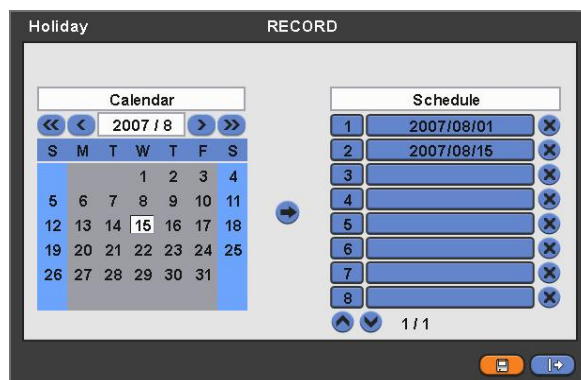 Holiday RECORD
Calendar
2007 / 8
S M T W T F S
1 2 3 4
5 6 7 8 9 10 11
12 13 14 15 16 17 18
19 20 21 22 23 24 25
26 27 28 29 30 31
Schedule
1 2007/08/01
2 2007/08/15
3
4
5
6
7
8
1 / 1